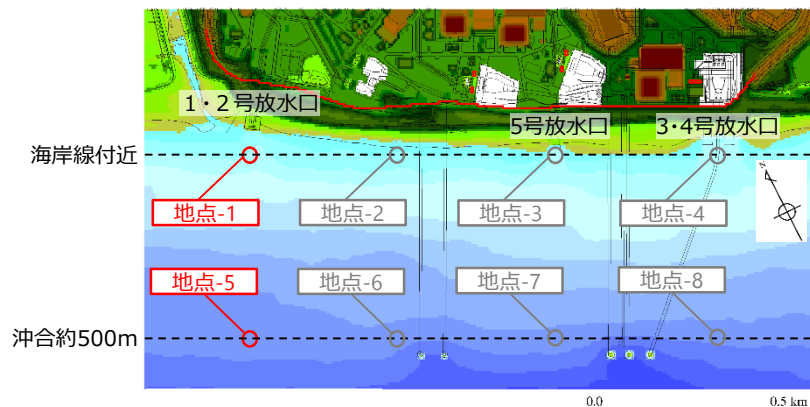 1・2号放水口
5号放水口
3・4号放水口
海岸線付近
地点-1
地点-2
地点-3
地点-4
N
地点-5
地点-6
地点-7
地点-8
沖合約500m
0.0
0.5 km